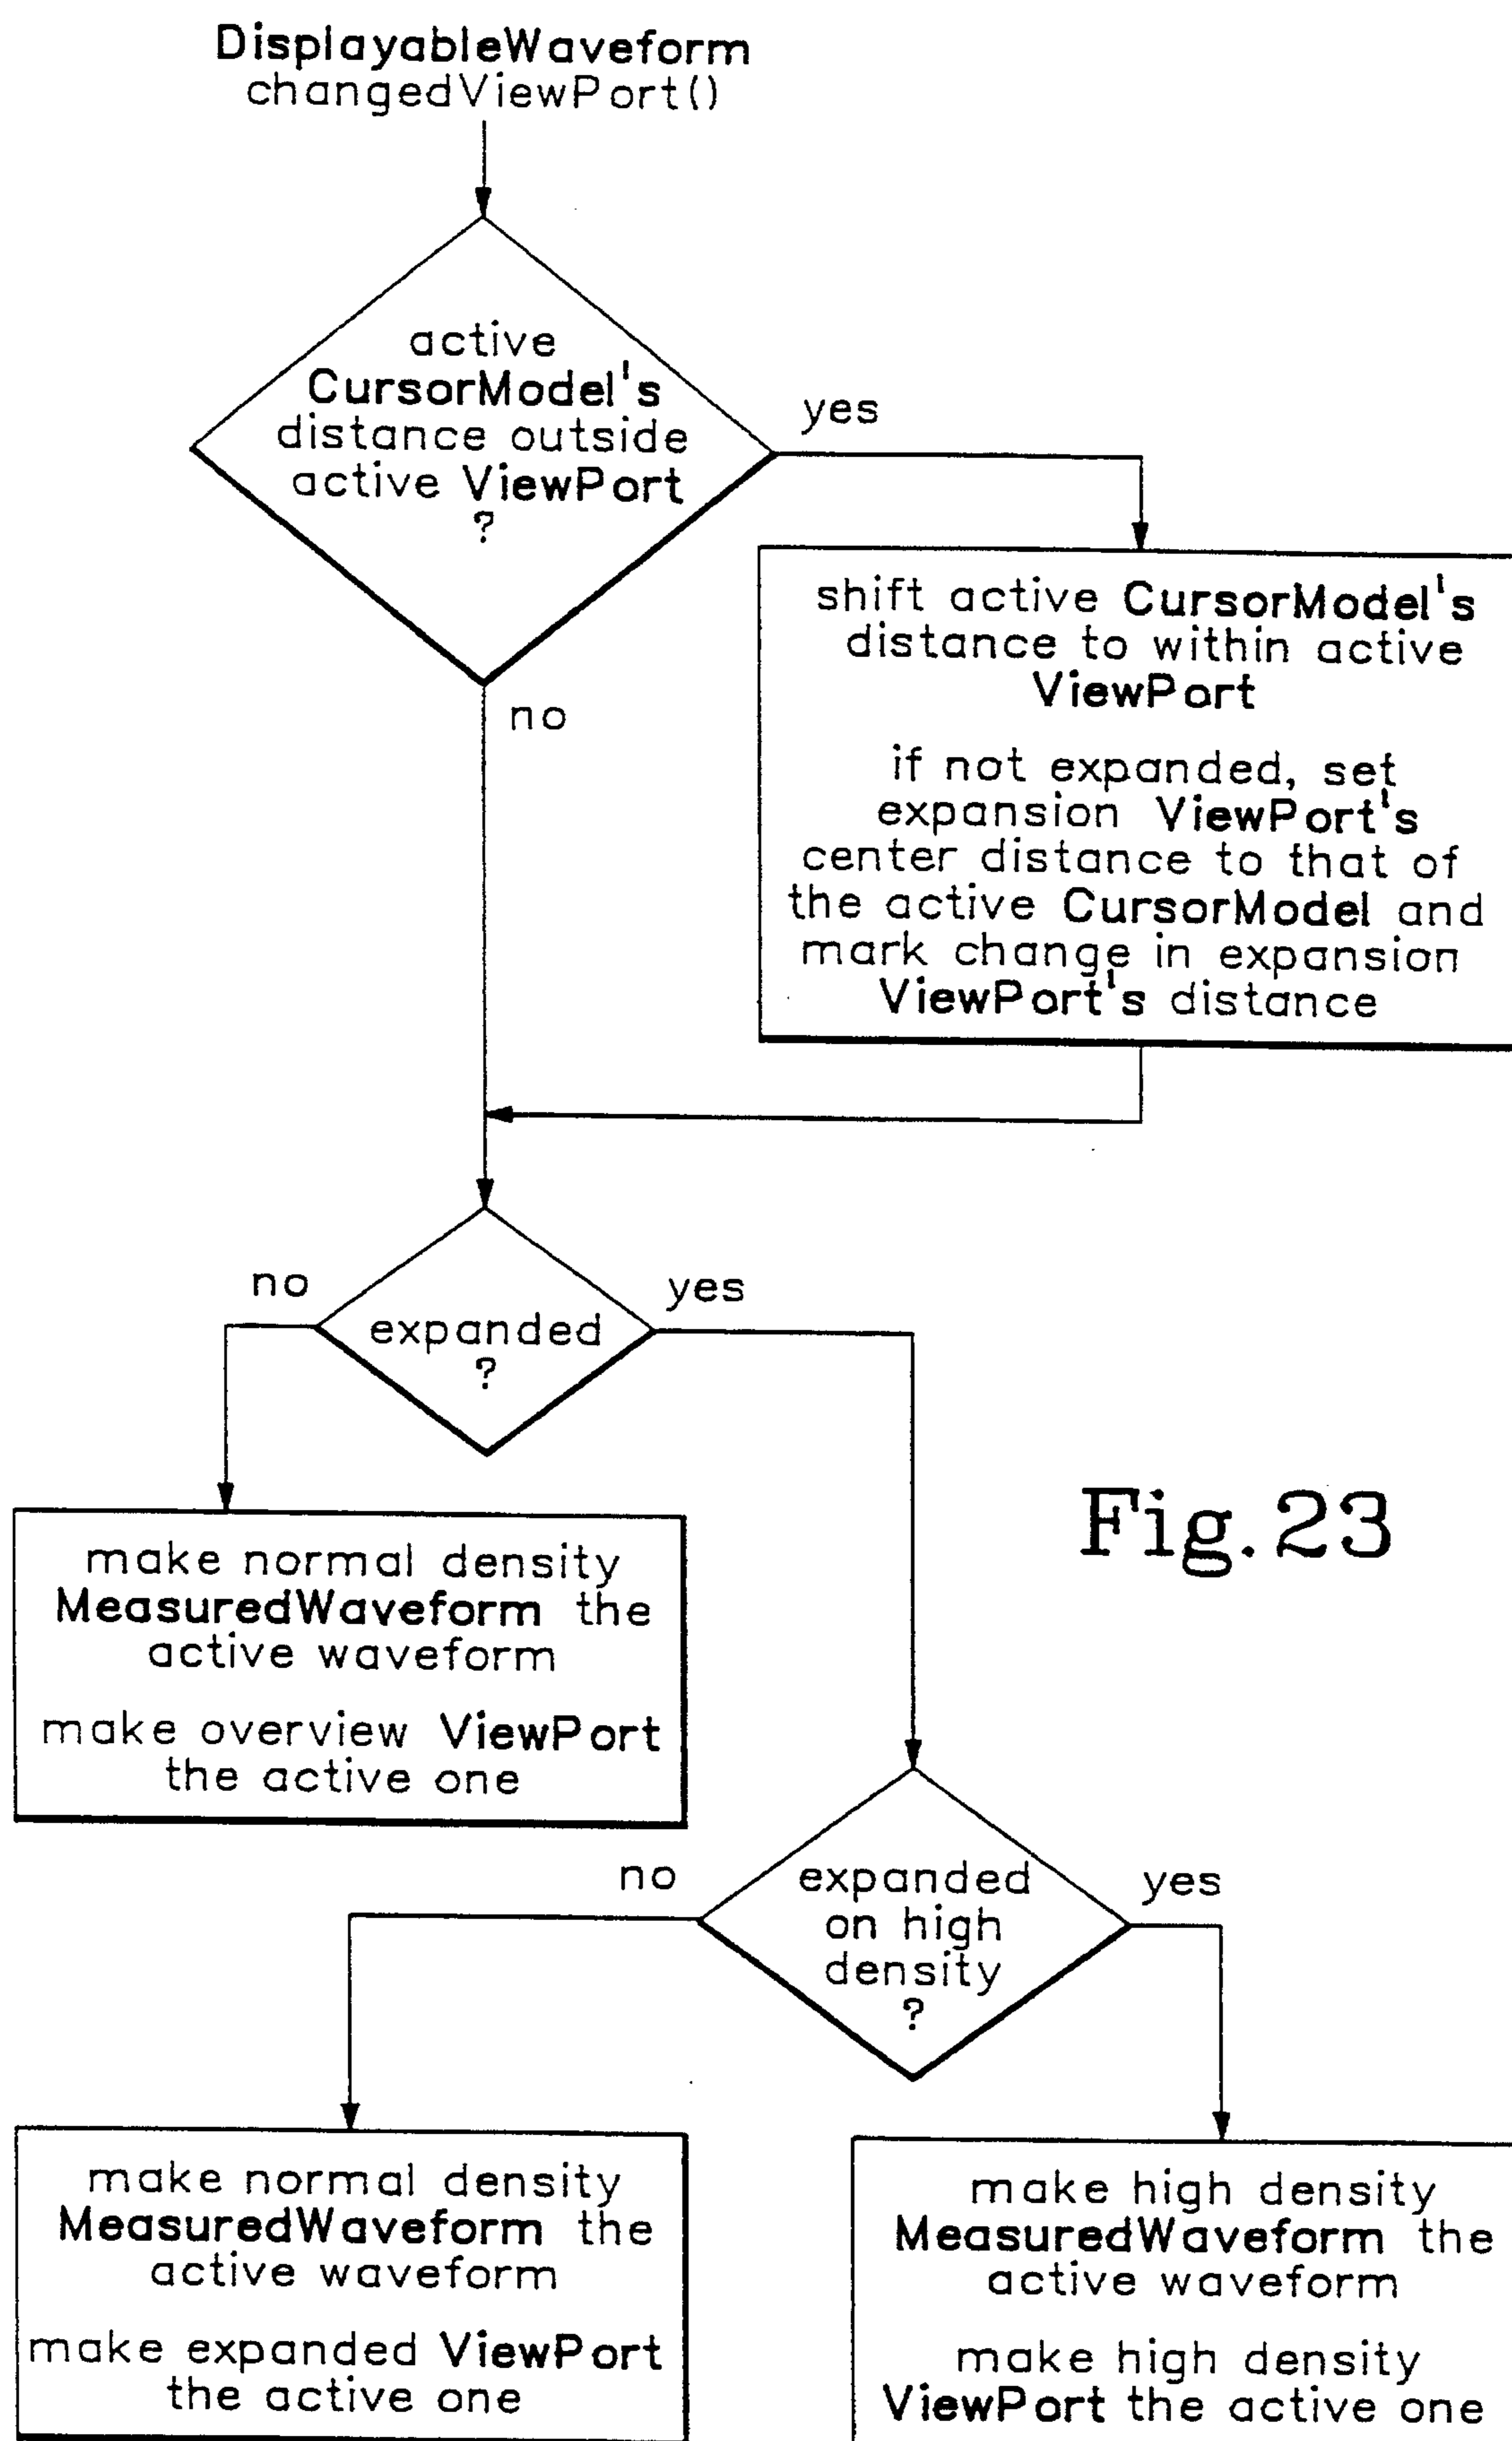 DisplayableWaveform
changedViewPort()
active
CursorModel's
distance outside
active ViewPort
?
yes
no
shift active CursorModel's
distance to within active
ViewPort
if not expanded, set
expansion ViewPort's
center distance to that of
the active CursorModel and
mark change in expansion
ViewPort's distance
no
yes
expanded
?
make normal density
MeasuredWaveform the
active waveform
make overview ViewPort
the active one
Fig.23
no
yes
expanded
on high
density
?
make normal density
MeasuredWaveform the
active waveform
make expanded ViewPort
the active one
make high density
MeasuredWaveform the
active waveform
make high density
ViewPort the active one